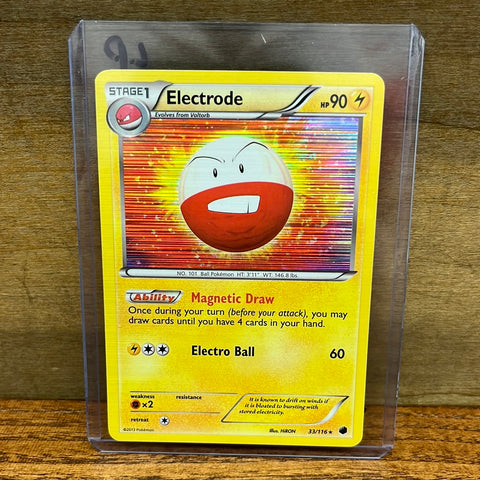 STAGE1
Electrode
HP 90
Evolves from Voltorb
NO. 101 Ball Pokémon HT: 3'11" WT: 146.8 lbs.
Ability Magnetic Draw
Once during your turn (before your attack), you may
draw cards until you have 4 cards in your hand.
Electro Ball 60
weakness resistance
×2
retreat
It is known to drift on winds if
it is bloated to bursting with
stored electricity.
©2013 Pokémon
Illus. HiRON
33/116 ★